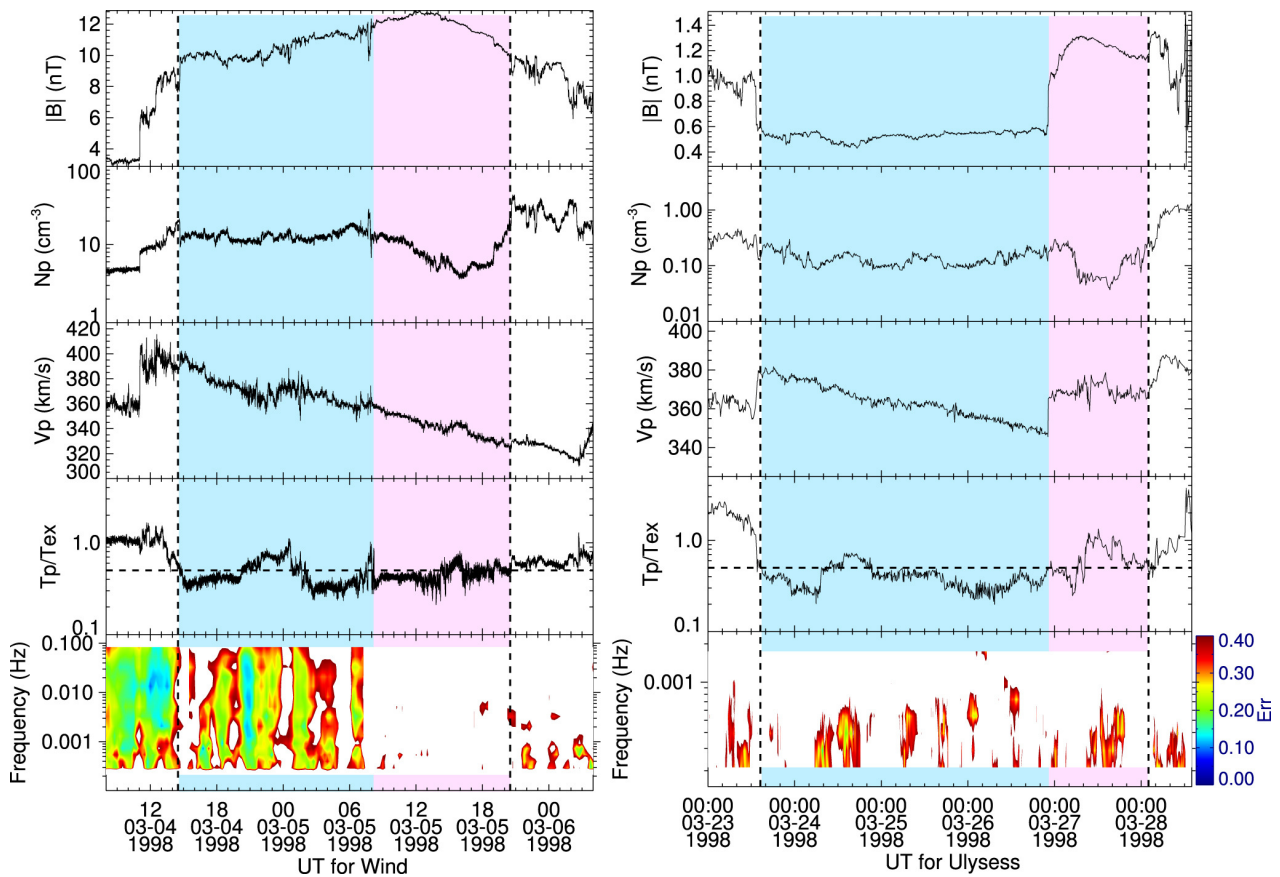 |B| (nT)
12
10
8
6
4
Np (cm-3)
100
10
1
Vp (km/s)
420
400
380
360
340
320
300
Tp/Tex
1.0
0.1
Frequency (Hz)
0.100
0.010
0.001
12 18 00 06 12 18 00
03-04 03-04 03-05 03-05 03-05 03-05 03-06
1998 1998 1998 1998 1998 1998 1998
UT for Wind
|B| (nT)
1.4
1.2
1.0
0.8
0.6
0.4
Np (cm-3)
1.00
0.10
0.01
Vp (km/s)
400
380
360
340
Tp/Tex
1.0
0.1
Frequency (Hz)
0.001
00:00 00:00 00:00 00:00 00:00 00:00
03-23 03-24 03-25 03-26 03-27 03-28
1998 1998 1998 1998 1998 1998
UT for Ulysess
0.40
0.30
0.20
0.10
0.00
Err